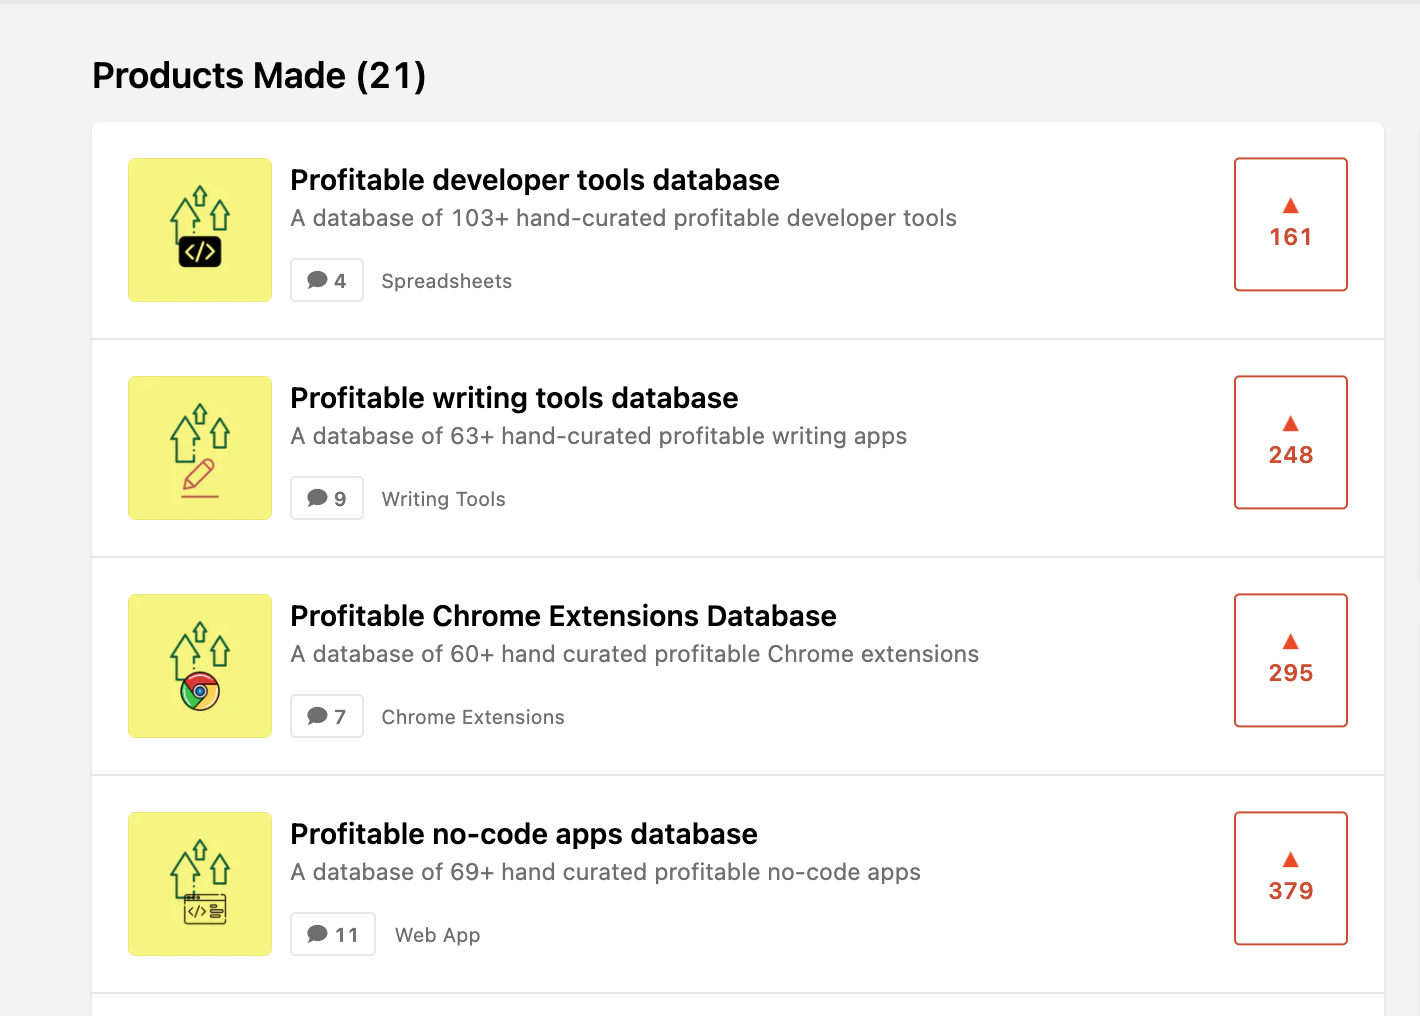 Products Made (21)
Profitable developer tools database
A database of 103+ hand-curated profitable developer tools
4 Spreadsheets
▲
161
</>
Profitable writing tools database
A database of 63+ hand-curated profitable writing apps
9 Writing Tools
▲
248
Profitable Chrome Extensions Database
A database of 60+ hand curated profitable Chrome extensions
7 Chrome Extensions
▲
295
Profitable no-code apps database
A database of 69+ hand curated profitable no-code apps
11 Web App
▲
379
</>